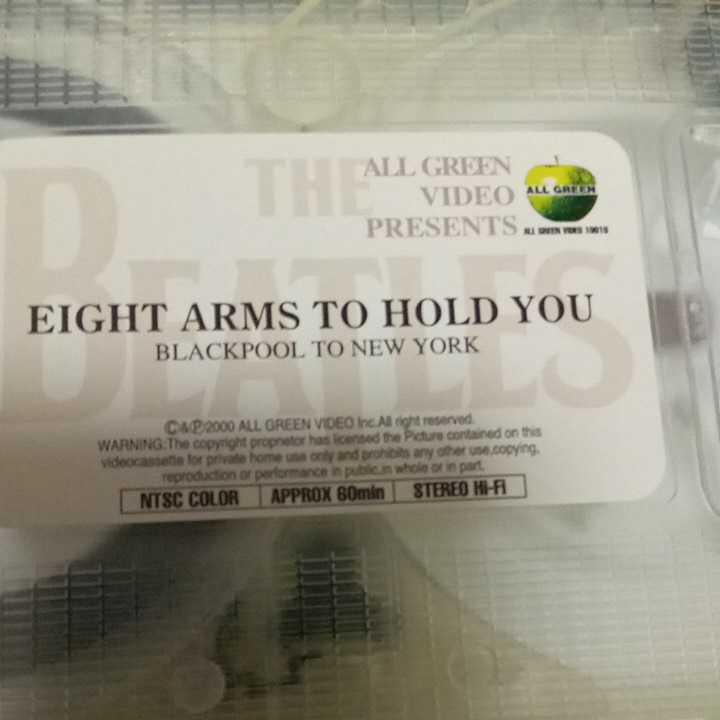 THE
BEATLES
ALL GREEN
VIDEO
PRESENTS
ALL GREEN
ALL GREEN VIDEO 10019
EIGHT ARMS TO HOLD YOU
BLACKPOOL TO NEW YORK
©&℗2000 ALL GREEN VIDEO Inc.All right reserved.
WARNING:The copyright proprietor has licensed the Picture contained on this
videocassette for private home use only and prohibits any other use,copying,
reproduction or performance in public,in whole or in part.
NTSC COLOR APPROX 60min STEREO HI-FI